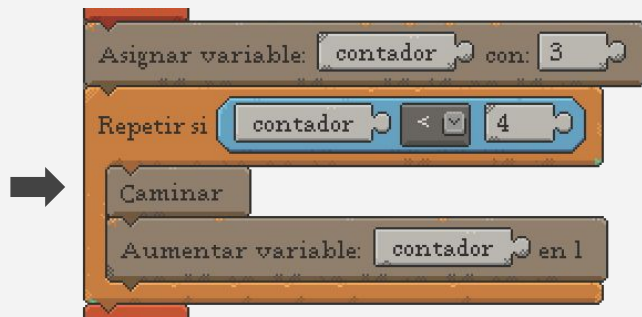 Asignar variable: contador con: 3
Repetir si contador < 4
Caminar
Aumentar variable: contador en 1